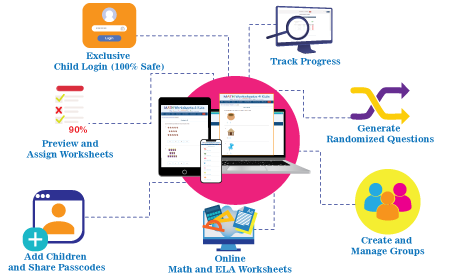 Login
Exclusive
Child Login (100% Safe)
Track Progress
90%
Preview and
Assign Worksheets
Generate
Randomized Questions
Add Children
and Share Passcodes
Online
Math and ELA Worksheets
Create and
Manage Groups